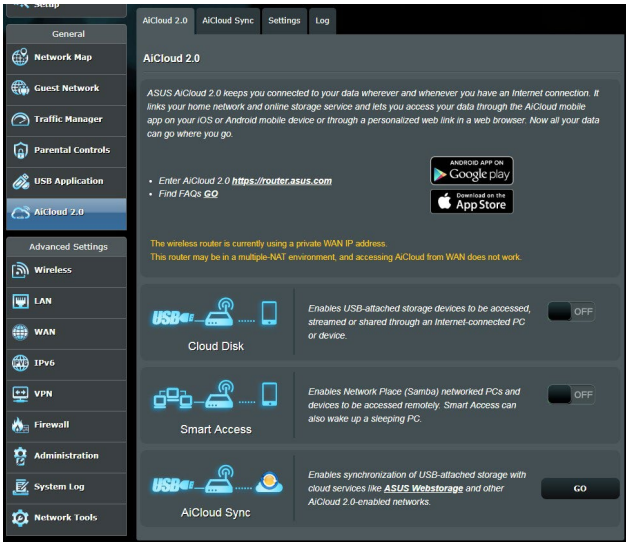 Setup
General
Network Map
Guest Network
Traffic Manager
Parental Controls
USB Application
AiCloud 2.0
Advanced Settings
Wireless
LAN
WAN
IPv6
VPN
Firewall
Administration
System Log
Network Tools
AiCloud 2.0 AiCloud Sync Settings Log
AiCloud 2.0
ASUS AiCloud 2.0 keeps you connected to your data wherever and whenever you have an Internet connection. It
links your home network and online storage service and lets you access your data through the AiCloud mobile
app on your iOS or Android mobile device or through a personalized web link in a web browser. Now all your data
can go where you go.
• Enter AiCloud 2.0 https://router.asus.com
• Find FAQs GO
ANDROID APP ON
Google play
Download on the
App Store
The wireless router is currently using a private WAN IP address.
This router may be in a multiple-NAT environment, and accessing AiCloud from WAN does not work.
USB
Cloud Disk
Enables USB-attached storage devices to be accessed,
streamed or shared through an Internet-connected PC
or device.
OFF
Smart Access
Enables Network Place (Samba) networked PCs and
devices to be accessed remotely. Smart Access can
also wake up a sleeping PC.
OFF
USB
AiCloud Sync
Enables synchronization of USB-attached storage with
cloud services like ASUS Webstorage and other
AiCloud 2.0-enabled networks.
GO